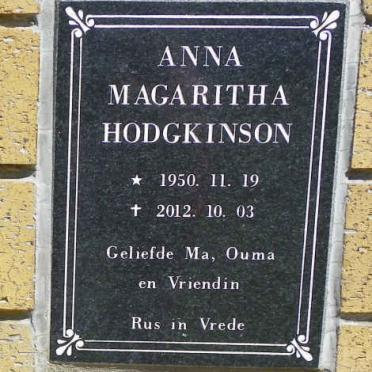 ANNA
MAGARITHA
HODGKINSON
★ 1950. 11. 19
✝ 2012. 10. 03
Geliefde Ma, Ouma
en Vriendin
Rus in Vrede